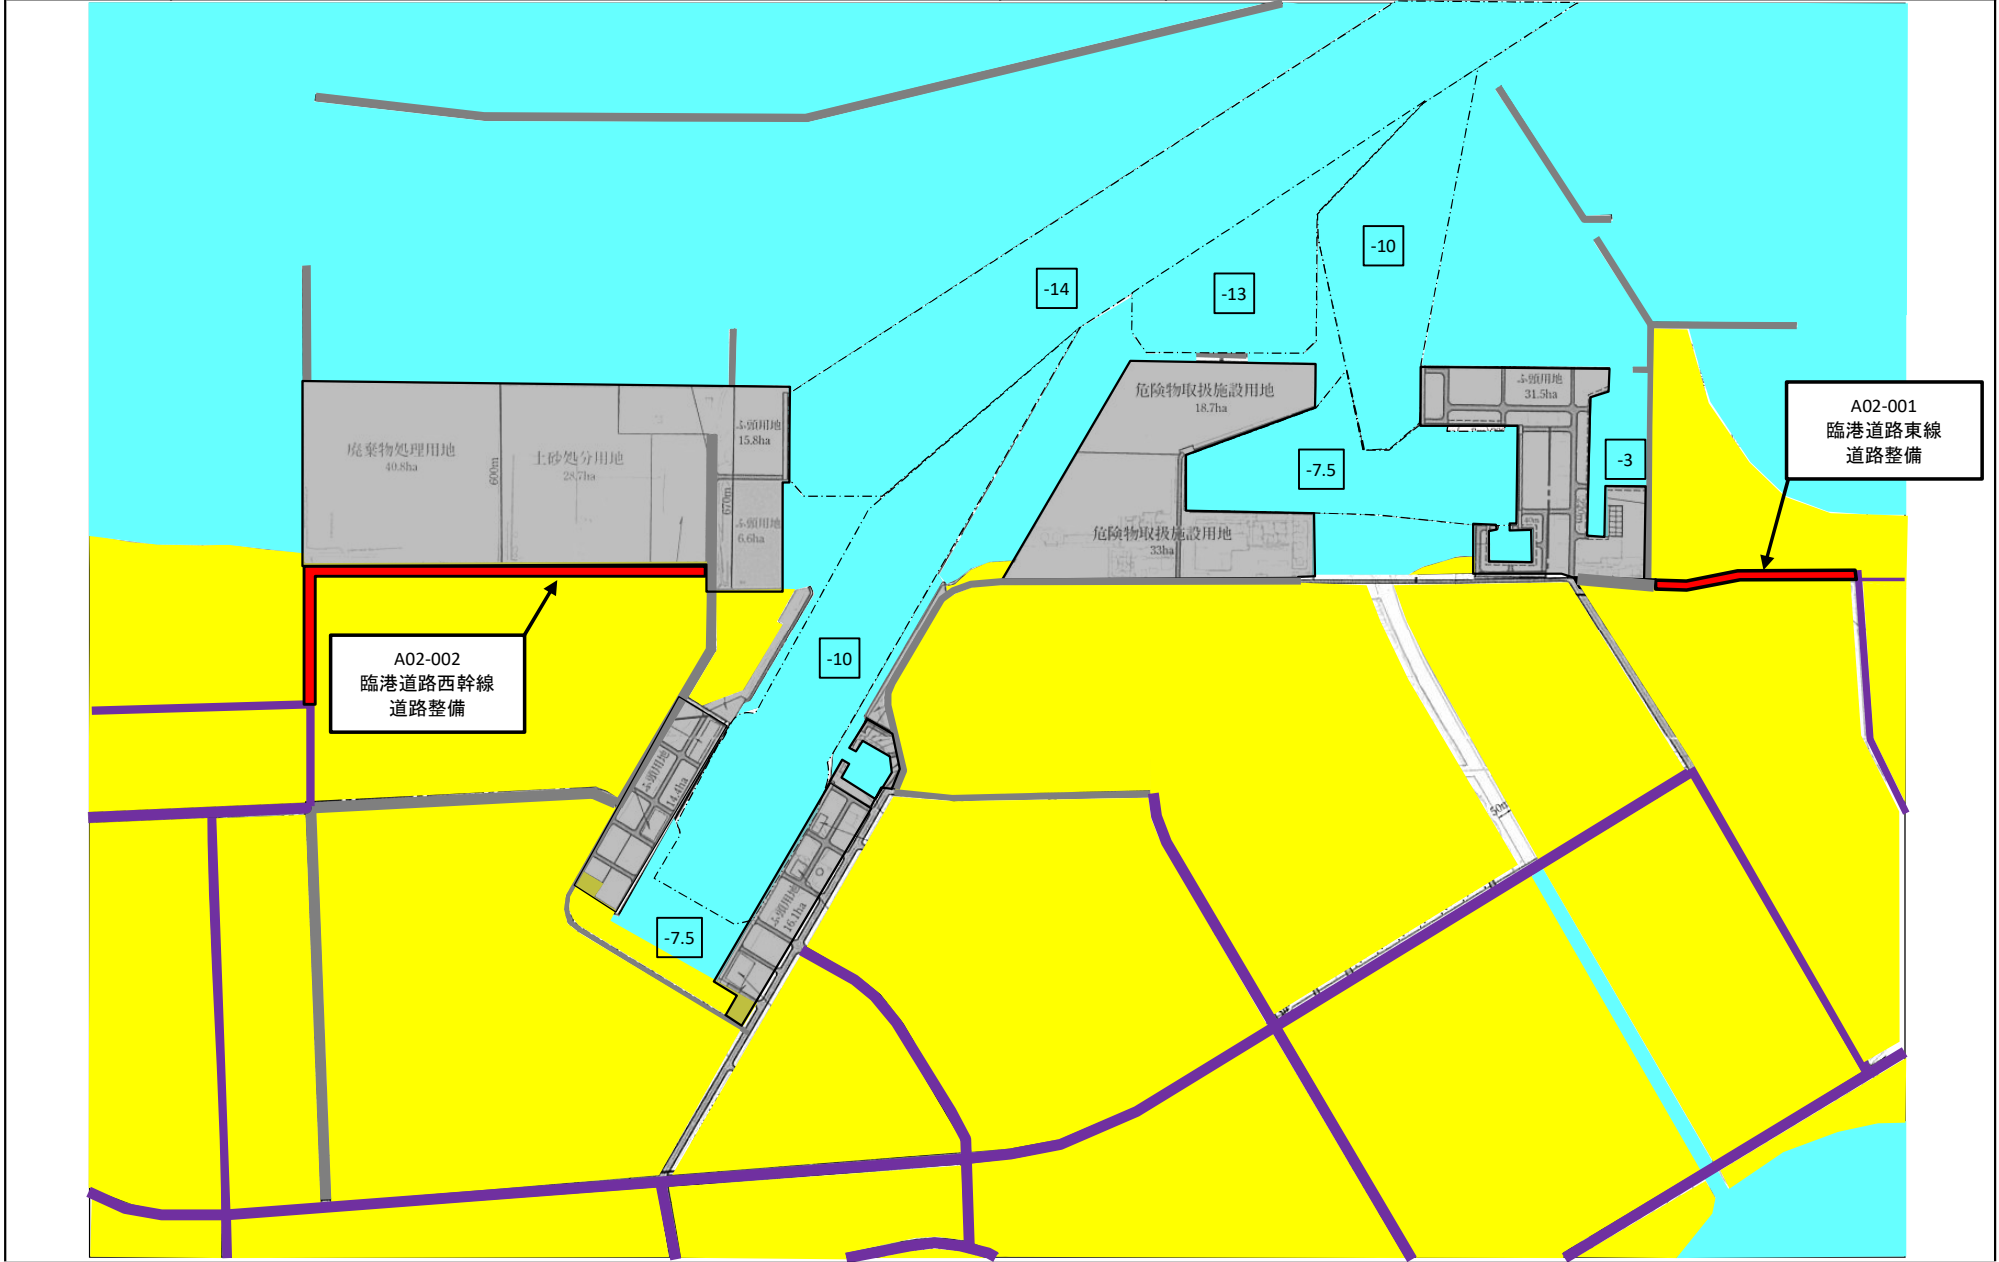 -10
-14
-13
ふ頭用地
31.5ha
危険物取扱施設用地
18.7ha
A02-001
臨港道路東線
道路整備
ふ頭用地
15.8ha
廃棄物処理用地
40.8ha
600m
土砂処分用地
28.7ha
-7.5
-3
670m
ふ頭用地
6.6ha
危険物取扱施設用地
33ha
A02-002
臨港道路西幹線
道路整備
-10
ふ頭用地
14.4ha
50m
ふ頭用地
16.1ha
-7.5